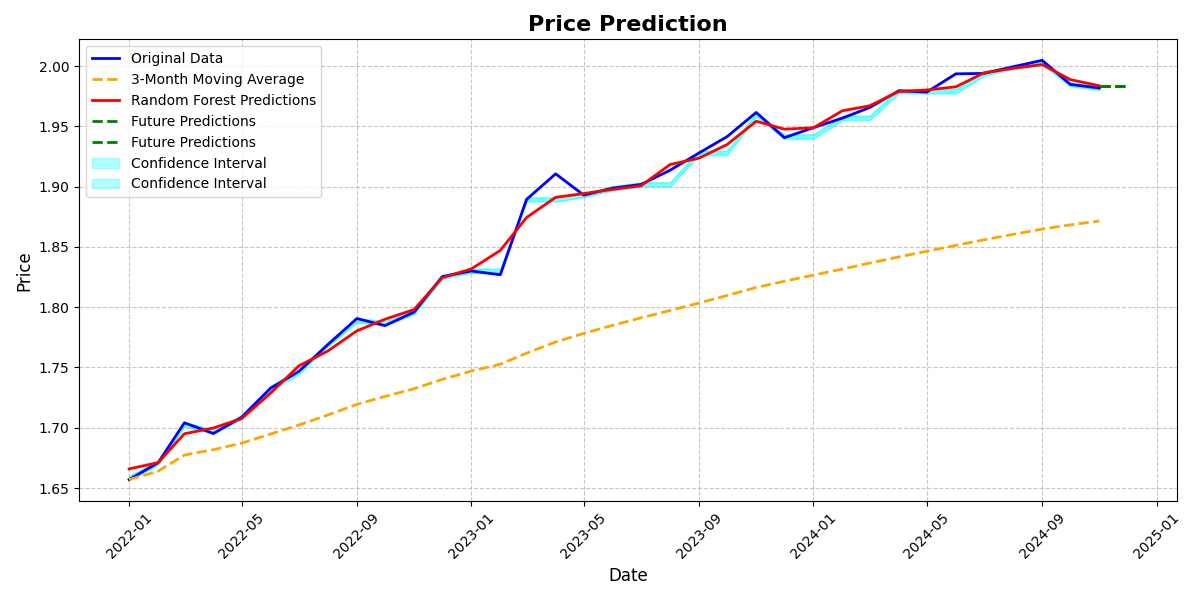 Price Prediction
Original Data
3-Month Moving Average
Random Forest Predictions
Future Predictions
Future Predictions
Confidence Interval
Confidence Interval
2.00
1.95
1.90
1.85
1.80
1.75
1.70
1.65
Price
2022-01
2022-05
2022-09
2023-01
2023-05
2023-09
2024-01
2024-05
2024-09
2025-01
Date